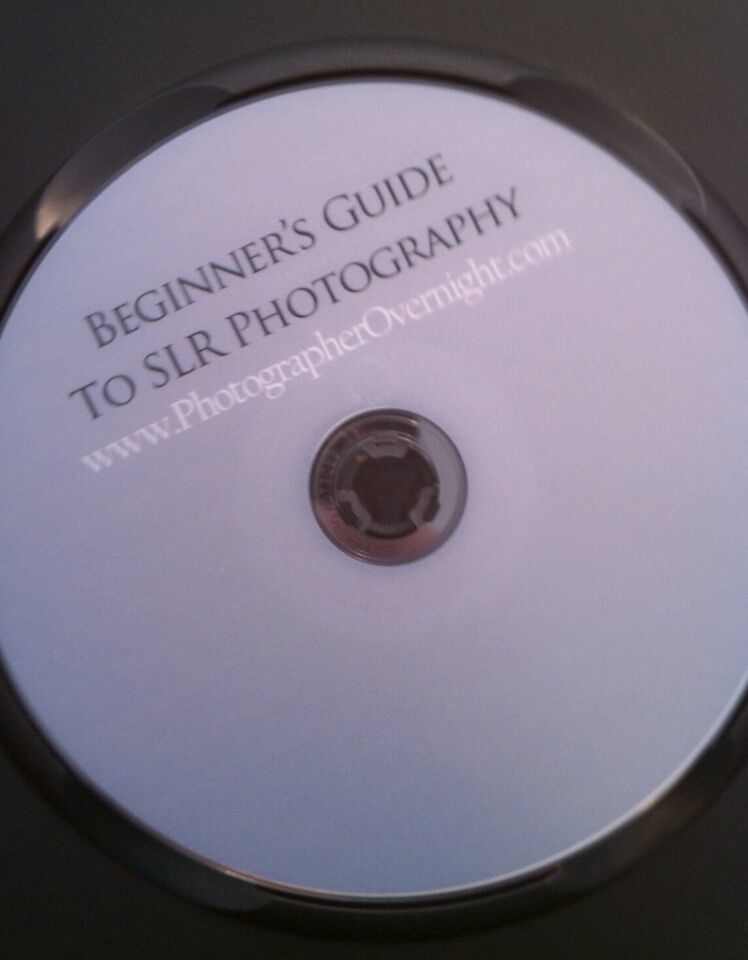 BEGINNER'S GUIDE
TO SLR PHOTOGRAPHY
www.PhotographerOvernight.com